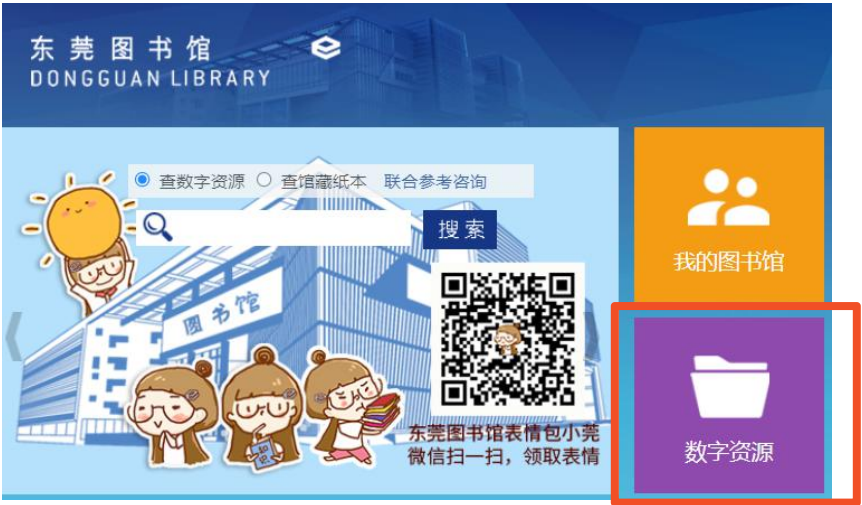 东莞图书馆
DONGGUAN LIBRARY
查数字资源 查馆藏纸本 联合参考咨询
搜索
我的图书馆
图书馆
知识
东莞图书馆表情包小莞
微信扫一扫，领取表情
数字资源